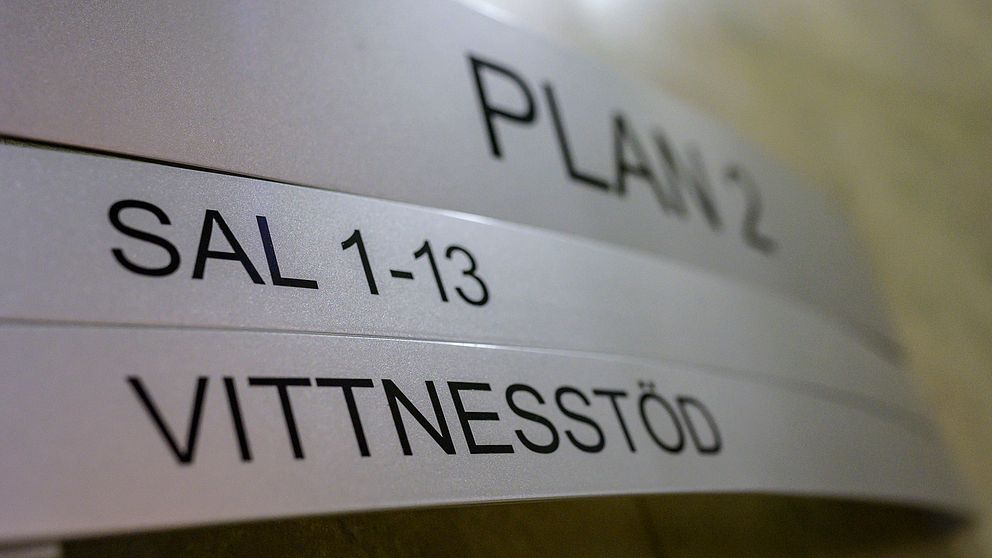 PLAN 2
SAL 1-13
VITTNESSTÖD